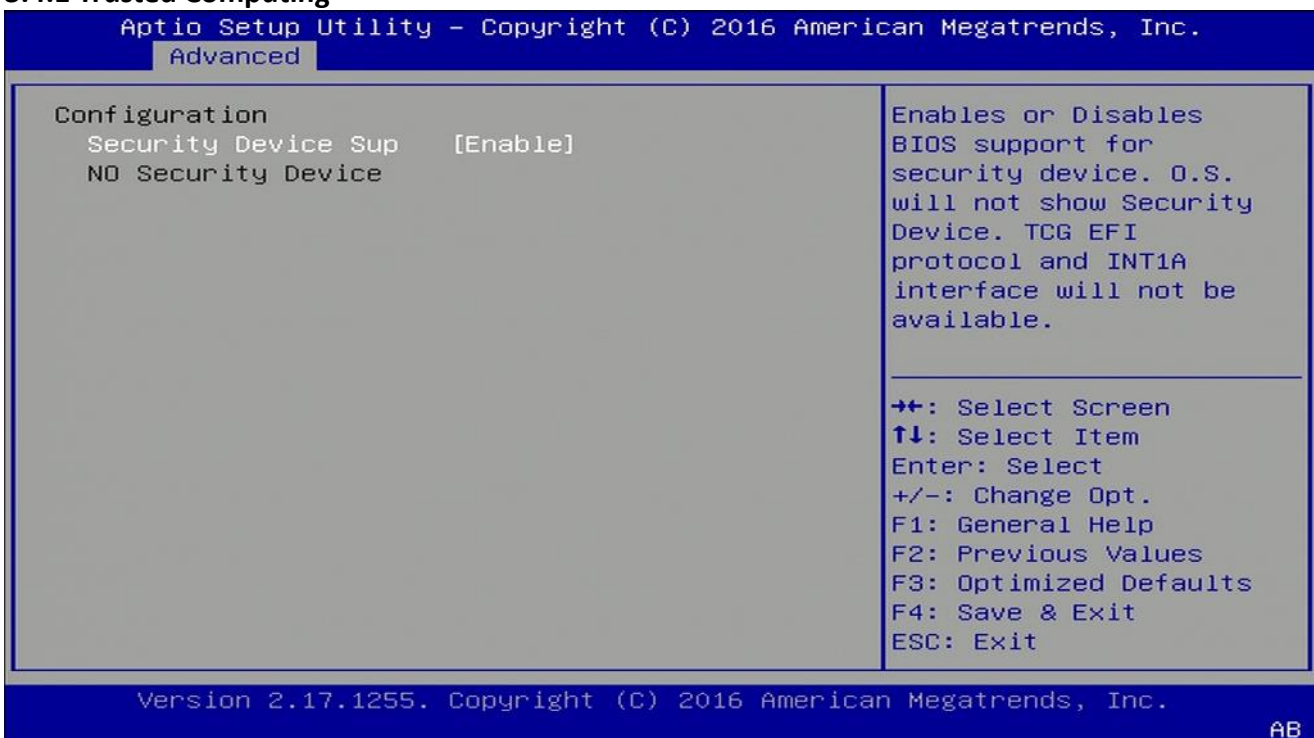 Aptio Setup Utility – Copyright (C) 2016 American Megatrends, Inc.
Advanced
Configuration
Security Device Sup [Enable]
NO Security Device
Enables or Disables
BIOS support for
security device. O.S.
will not show Security
Device. TCG EFI
protocol and INT1A
interface will not be
available.
→←: Select Screen
↑↓: Select Item
Enter: Select
+/-: Change Opt.
F1: General Help
F2: Previous Values
F3: Optimized Defaults
F4: Save & Exit
ESC: Exit
Version 2.17.1255. Copyright (C) 2016 American Megatrends, Inc.
AB